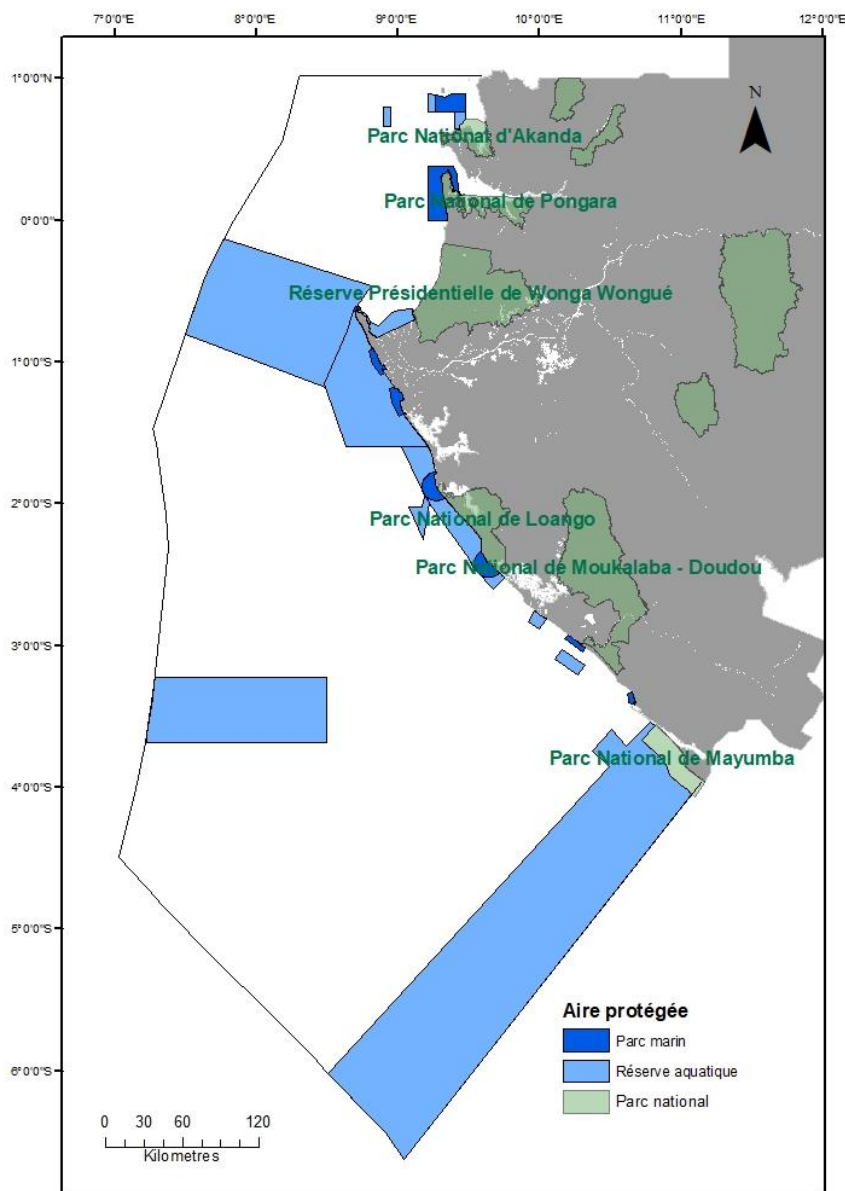 7°0'0"E 8°0'0"E 9°0'0"E 10°0'0"E 11°0'0"E 12°0'0"E
1°0'0"N
N
Parc National d'Akanda
Parc National de Pongara
0°0'0"
Réserve Présidentielle de Wonga Wongué
1°0'0"S
2°0'0"S
Parc National de Loango
Parc National de Moukalaba - Doudou
3°0'0"S
Parc National de Mayumba
4°0'0"S
5°0'0"S
Aire protégée
Parc marin
Réserve aquatique
Parc national
6°0'0"S
0 30 60 120
Kilometres